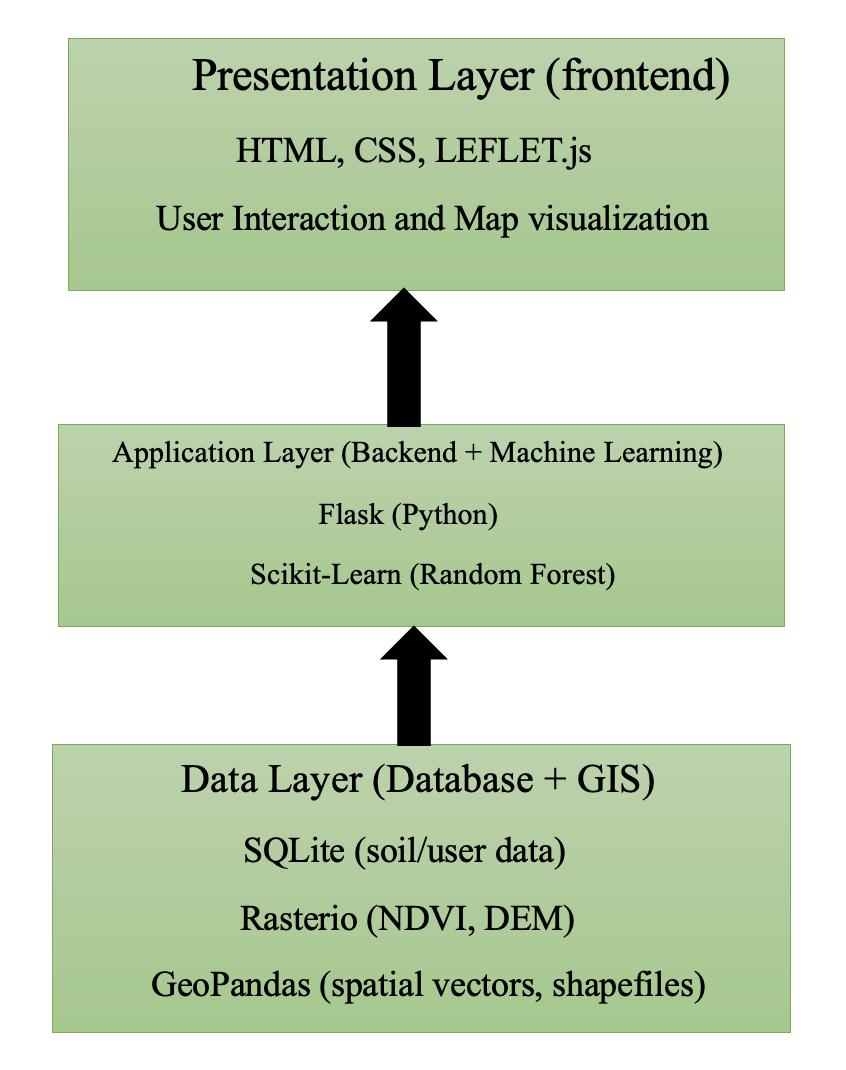 Presentation Layer (frontend)
HTML, CSS, LEFLET.js
User Interaction and Map visualization
Application Layer (Backend + Machine Learning)
Flask (Python)
Scikit-Learn (Random Forest)
Data Layer (Database + GIS)
SQLite (soil/user data)
Rasterio (NDVI, DEM)
GeoPandas (spatial vectors, shapefiles)